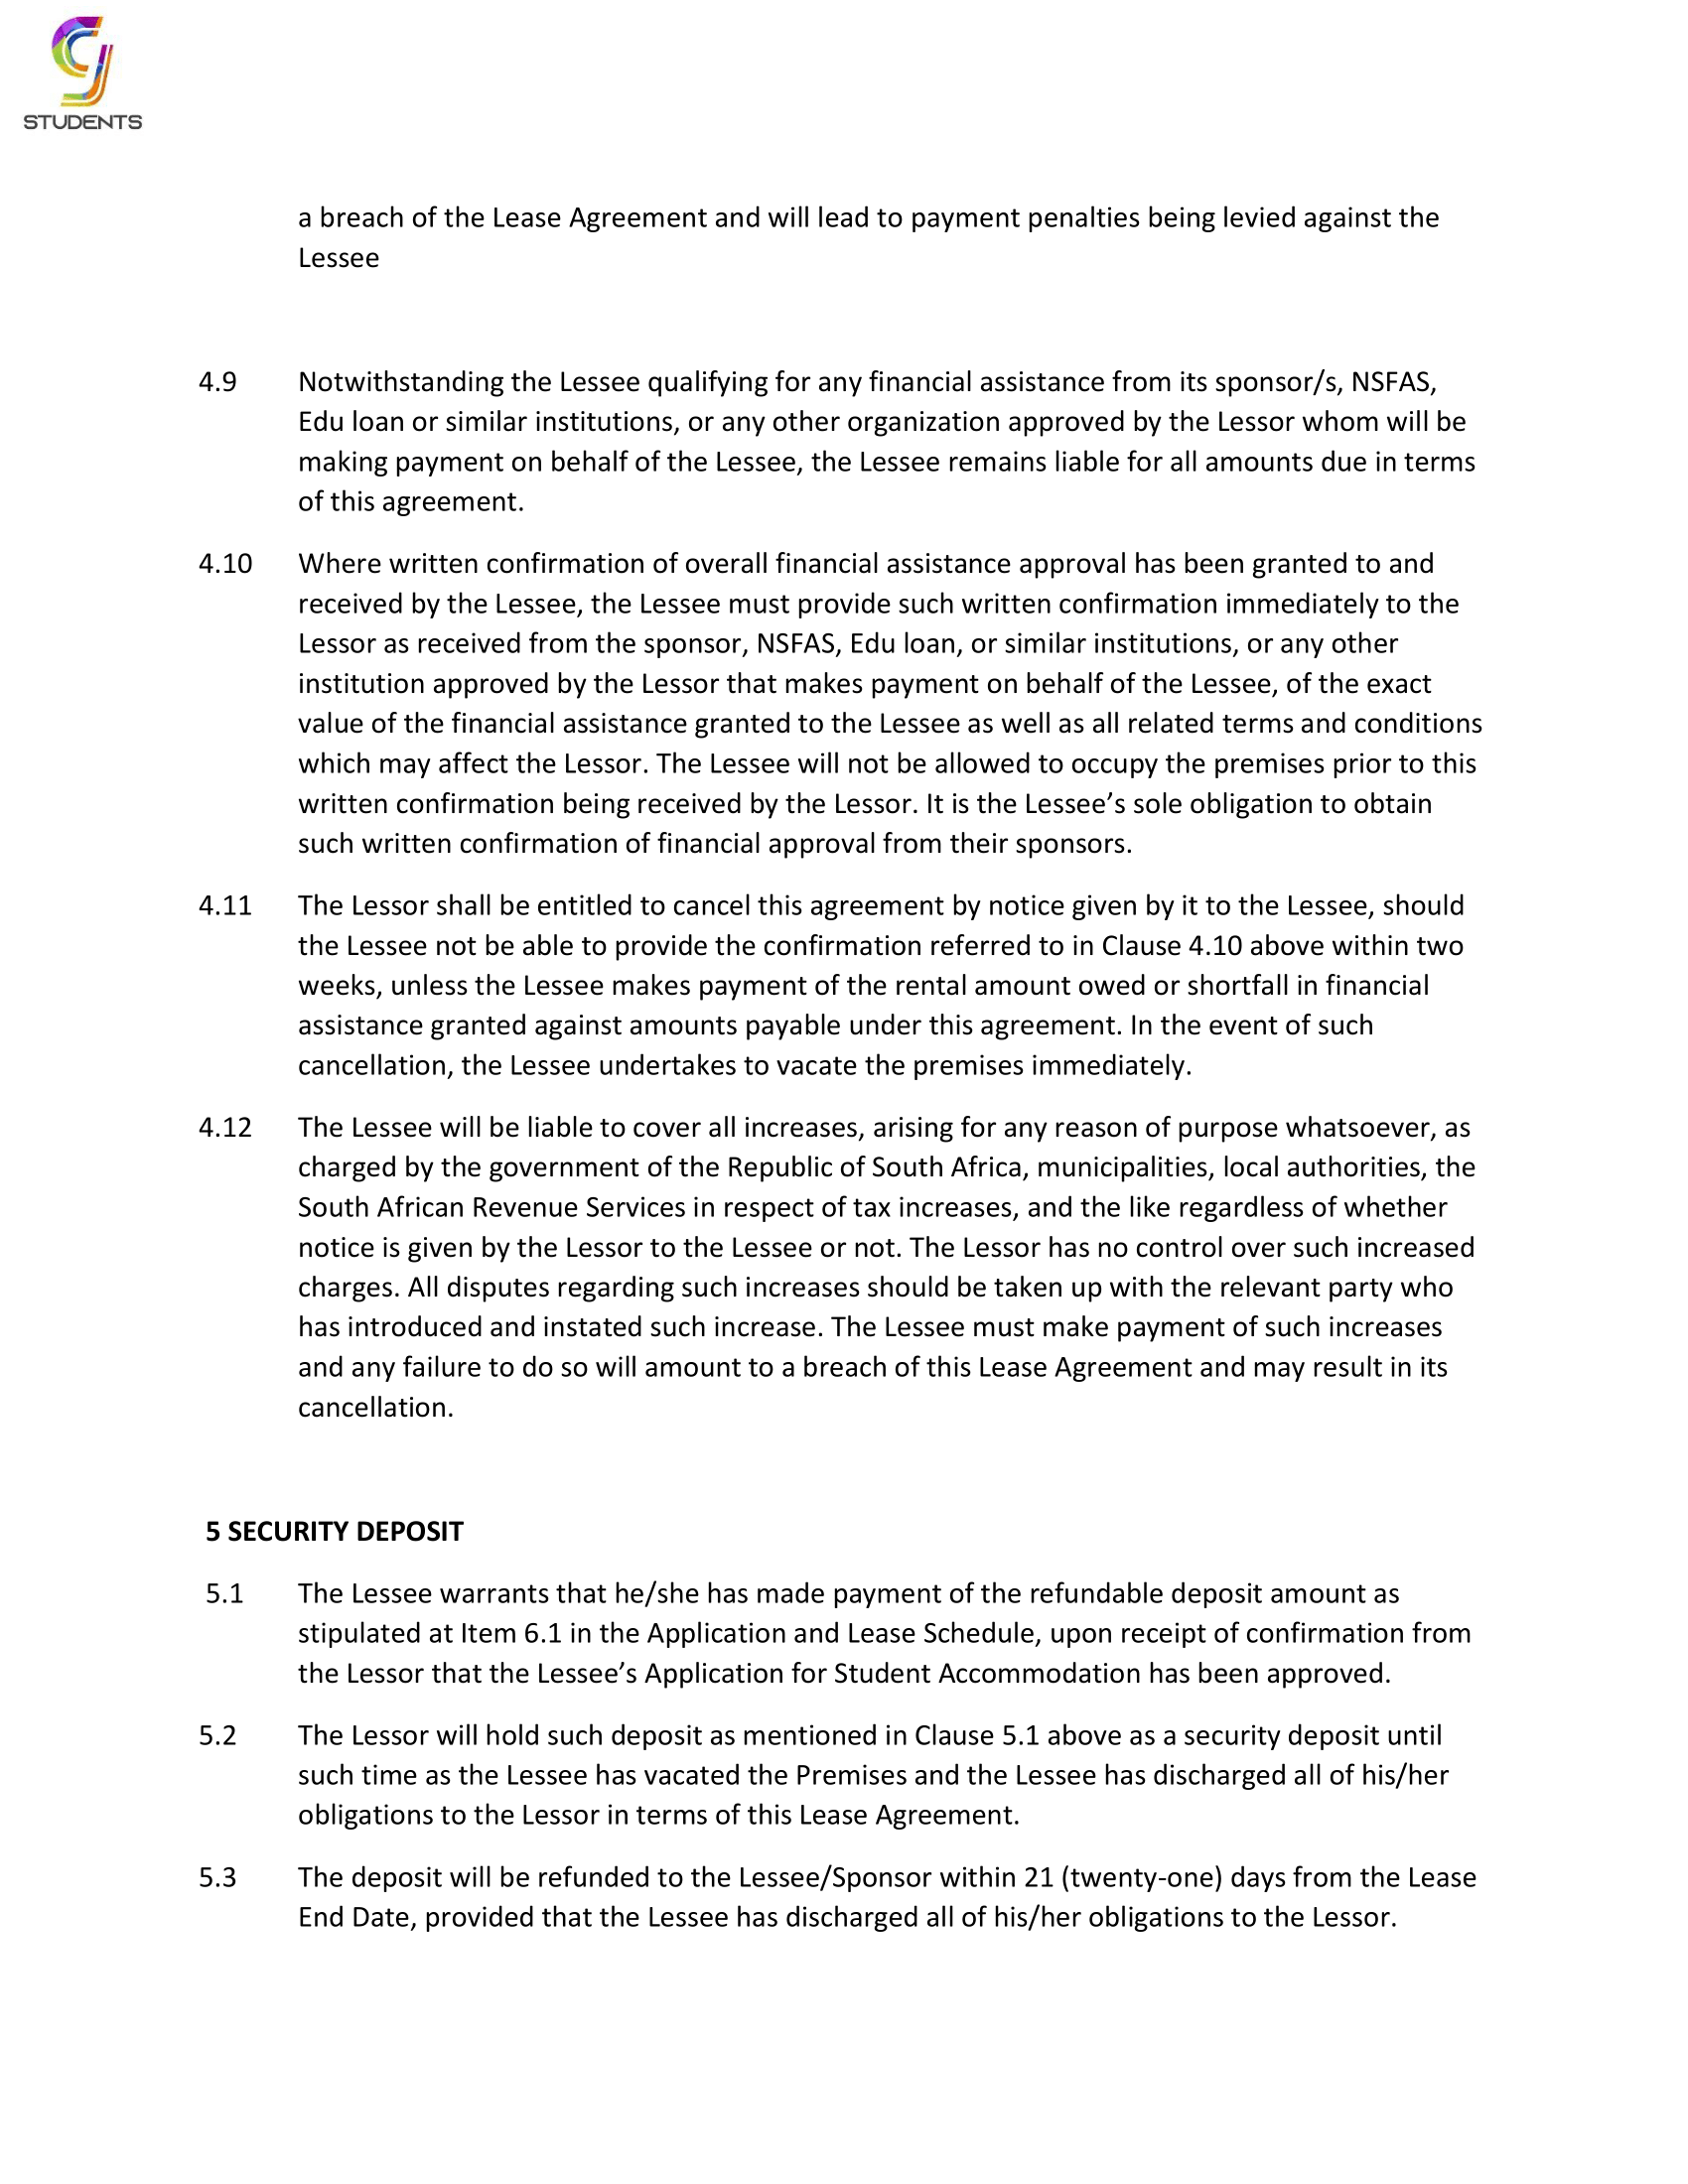 CJ
STUDENTS
a breach of the Lease Agreement and will lead to payment penalties being levied against the
Lessee
4.9 Notwithstanding the Lessee qualifying for any financial assistance from its sponsor/s, NSFAS,
Edu loan or similar institutions, or any other organization approved by the Lessor whom will be
making payment on behalf of the Lessee, the Lessee remains liable for all amounts due in terms
of this agreement.
4.10 Where written confirmation of overall financial assistance approval has been granted to and
received by the Lessee, the Lessee must provide such written confirmation immediately to the
Lessor as received from the sponsor, NSFAS, Edu loan, or similar institutions, or any other
institution approved by the Lessor that makes payment on behalf of the Lessee, of the exact
value of the financial assistance granted to the Lessee as well as all related terms and conditions
which may affect the Lessor. The Lessee will not be allowed to occupy the premises prior to this
written confirmation being received by the Lessor. It is the Lessee’s sole obligation to obtain
such written confirmation of financial approval from their sponsors.
4.11 The Lessor shall be entitled to cancel this agreement by notice given by it to the Lessee, should
the Lessee not be able to provide the confirmation referred to in Clause 4.10 above within two
weeks, unless the Lessee makes payment of the rental amount owed or shortfall in financial
assistance granted against amounts payable under this agreement. In the event of such
cancellation, the Lessee undertakes to vacate the premises immediately.
4.12 The Lessee will be liable to cover all increases, arising for any reason of purpose whatsoever, as
charged by the government of the Republic of South Africa, municipalities, local authorities, the
South African Revenue Services in respect of tax increases, and the like regardless of whether
notice is given by the Lessor to the Lessee or not. The Lessor has no control over such increased
charges. All disputes regarding such increases should be taken up with the relevant party who
has introduced and instated such increase. The Lessee must make payment of such increases
and any failure to do so will amount to a breach of this Lease Agreement and may result in its
cancellation.
5 SECURITY DEPOSIT
5.1 The Lessee warrants that he/she has made payment of the refundable deposit amount as
stipulated at Item 6.1 in the Application and Lease Schedule, upon receipt of confirmation from
the Lessor that the Lessee’s Application for Student Accommodation has been approved.
5.2 The Lessor will hold such deposit as mentioned in Clause 5.1 above as a security deposit until
such time as the Lessee has vacated the Premises and the Lessee has discharged all of his/her
obligations to the Lessor in terms of this Lease Agreement.
5.3 The deposit will be refunded to the Lessee/Sponsor within 21 (twenty-one) days from the Lease
End Date, provided that the Lessee has discharged all of his/her obligations to the Lessor.